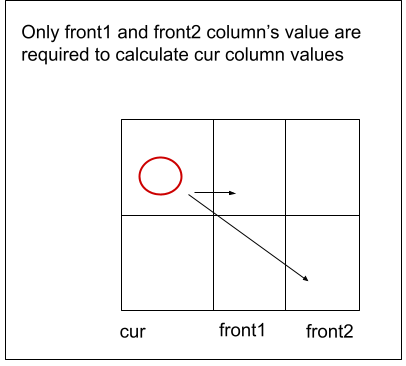 Only front1 and front2 column's value are
required to calculate cur column values
cur front1 front2